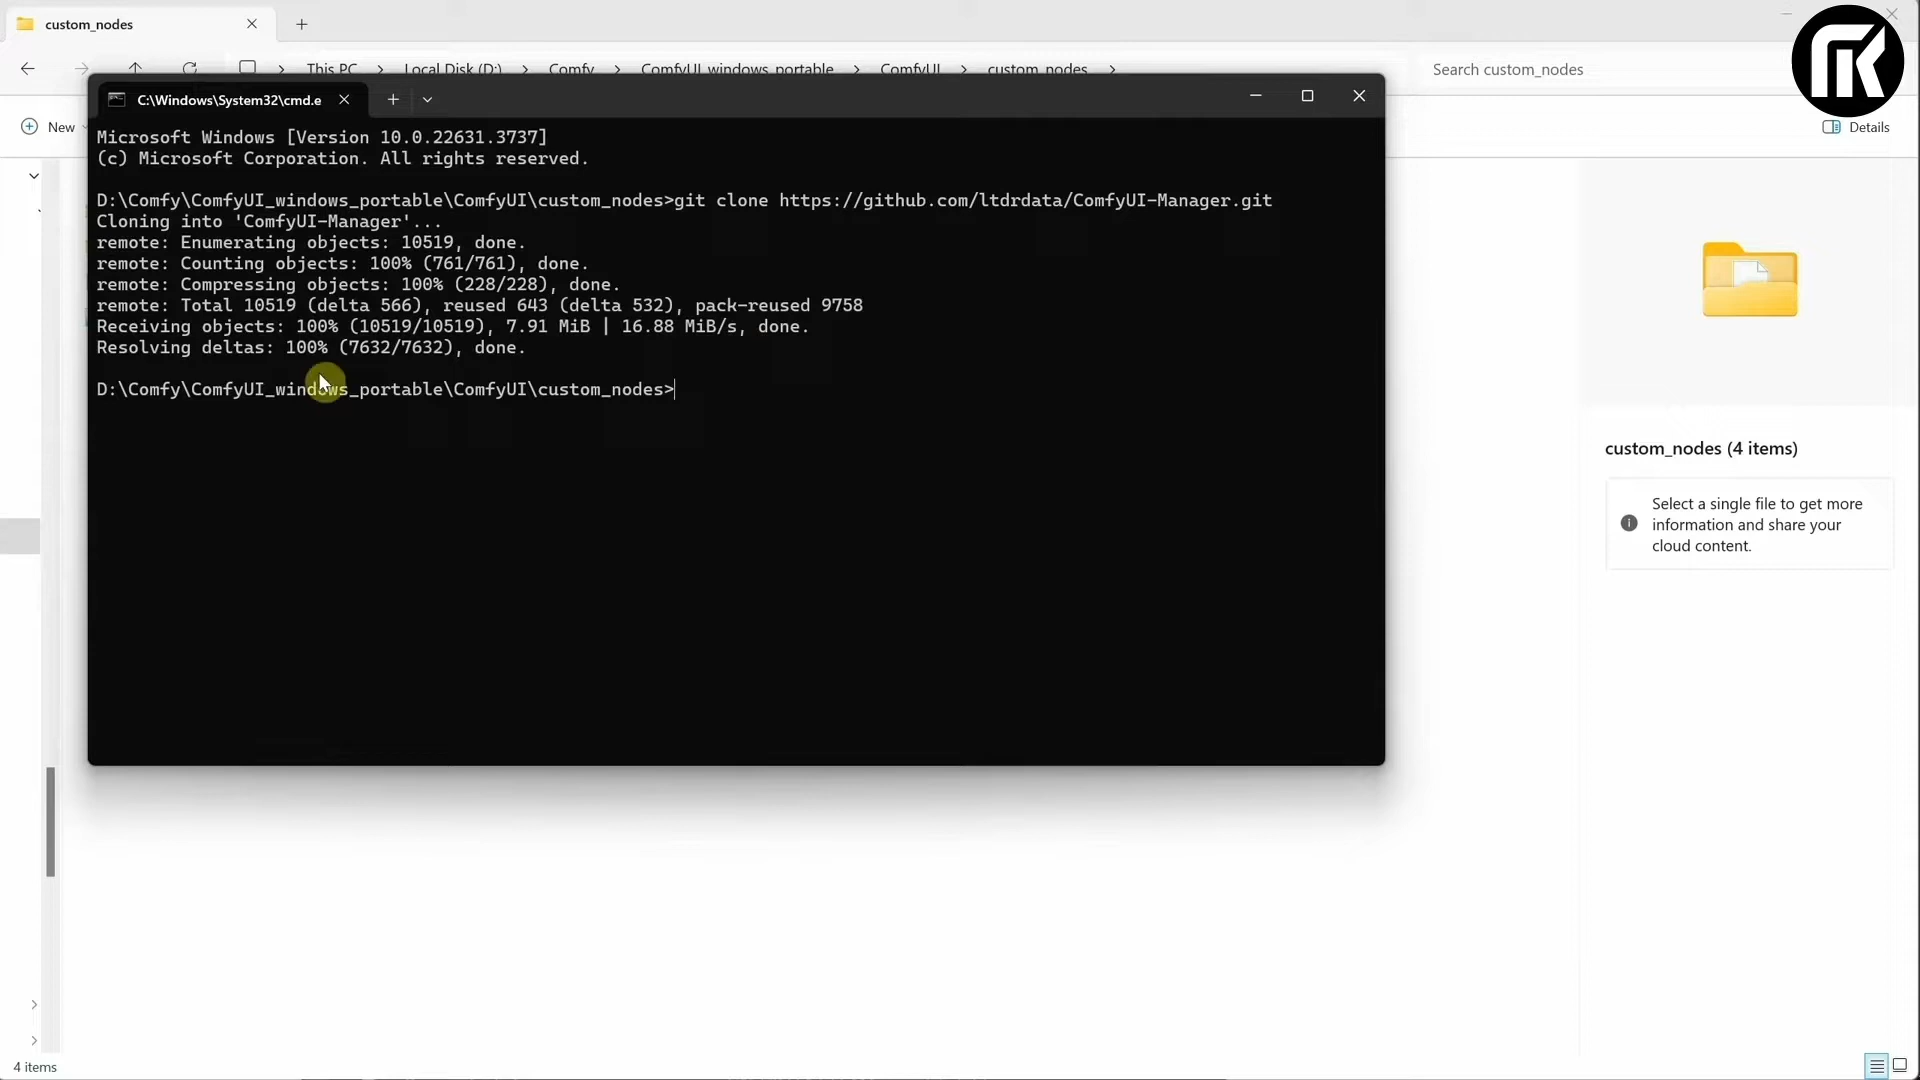 custom_nodes
This PC > Local Disk (D:) > Comfy > ComfyUI_windows_portable > ComfyUI > custom_nodes >
Search custom_nodes
New
Details
C:\Windows\System32\cmd.e
Microsoft Windows [Version 10.0.22631.3737]
(c) Microsoft Corporation. All rights reserved.
D:\Comfy\ComfyUI_windows_portable\ComfyUI\custom_nodes>git clone https://github.com/ltdrdata/ComfyUI-Manager.git
Cloning into 'ComfyUI-Manager'...
remote: Enumerating objects: 10519, done.
remote: Counting objects: 100% (761/761), done.
remote: Compressing objects: 100% (228/228), done.
remote: Total 10519 (delta 566), reused 643 (delta 532), pack-reused 9758
Receiving objects: 100% (10519/10519), 7.91 MiB | 16.88 MiB/s, done.
Resolving deltas: 100% (7632/7632), done.
D:\Comfy\ComfyUI_windows_portable\ComfyUI\custom_nodes>
custom_nodes (4 items)
Select a single file to get more
information and share your
cloud content.
4 items